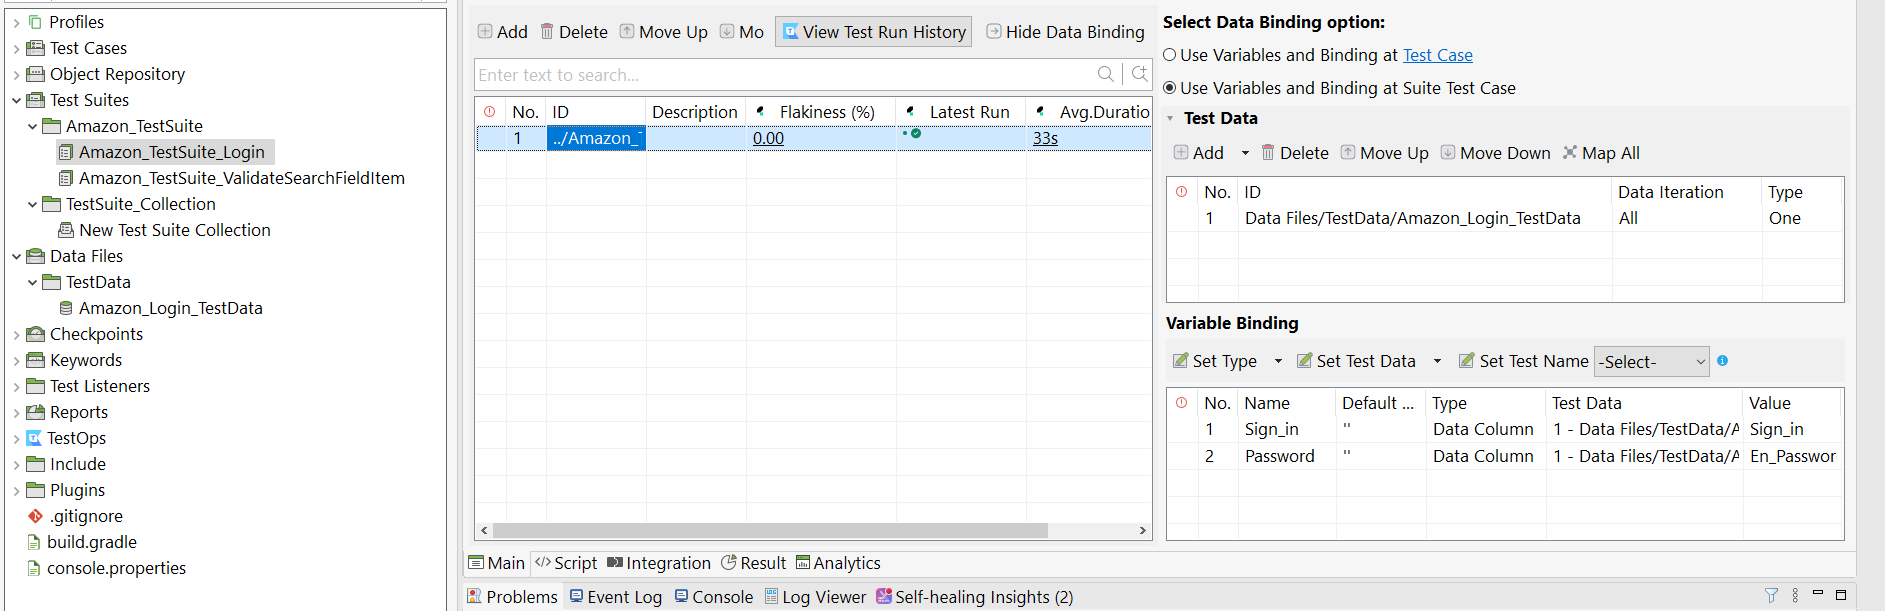 Profiles
Test Cases
Object Repository
Test Suites
Amazon_TestSuite
Amazon_TestSuite_Login
Amazon_TestSuite_ValidateSearchFieldItem
TestSuite_Collection
New Test Suite Collection
Data Files
TestData
Amazon_Login_TestData
Checkpoints
Keywords
Test Listeners
Reports
TestOps
Include
Plugins
.gitignore
build.gradle
console.properties
Add Delete Move Up Mo View Test Run History Hide Data Binding
Enter text to search...
No. ID Description Flakiness (%) Latest Run Avg.Duratio
1 ../Amazon_ 0.00 33s
Main Script Integration Result Analytics
Select Data Binding option:
Use Variables and Binding at Test Case
Use Variables and Binding at Suite Test Case
Test Data
Add Delete Move Up Move Down Map All
No. ID Data Iteration Type
1 Data Files/TestData/Amazon_Login_TestData All One
Variable Binding
Set Type Set Test Data Set Test Name -Select-
No. Name Default ... Type Test Data Value
1 Sign_in '' Data Column 1 - Data Files/TestData/A Sign_in
2 Password '' Data Column 1 - Data Files/TestData/A En_Passwor
Problems Event Log Console Log Viewer Self-healing Insights (2)